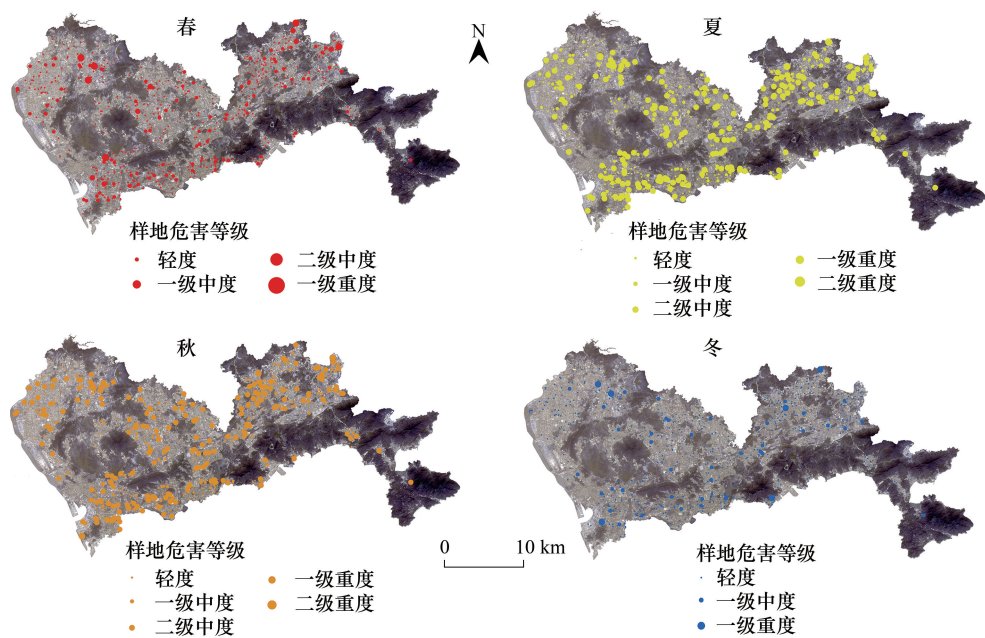 春
N
夏
样地危害等级
轻度
二级中度
一级中度
一级重度
样地危害等级
轻度
一级重度
一级中度
二级重度
二级中度
秋
冬
样地危害等级
轻度
一级重度
一级中度
二级重度
二级中度
0 10 km
样地危害等级
轻度
一级中度
一级重度